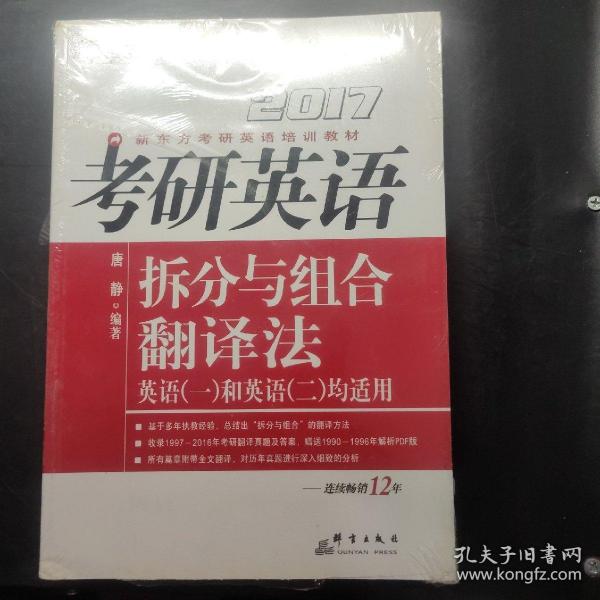 2017
新东方考研英语培训教材
考研英语
唐静 编著
拆分与组合
翻译法
英语(一)和英语(二)均适用
■ 基于多年执教经验，总结出“拆分与组合”的翻译方法
■ 收录1997-2016年考研翻译真题及答案，赠送1990-1996年解析PDF版
■ 所有篇章附带全文翻译，对历年真题进行深入细致的分析
——连续畅销12年
群言出版社
QUNYAN PRESS
孔夫子旧书网
www.kongfz.com